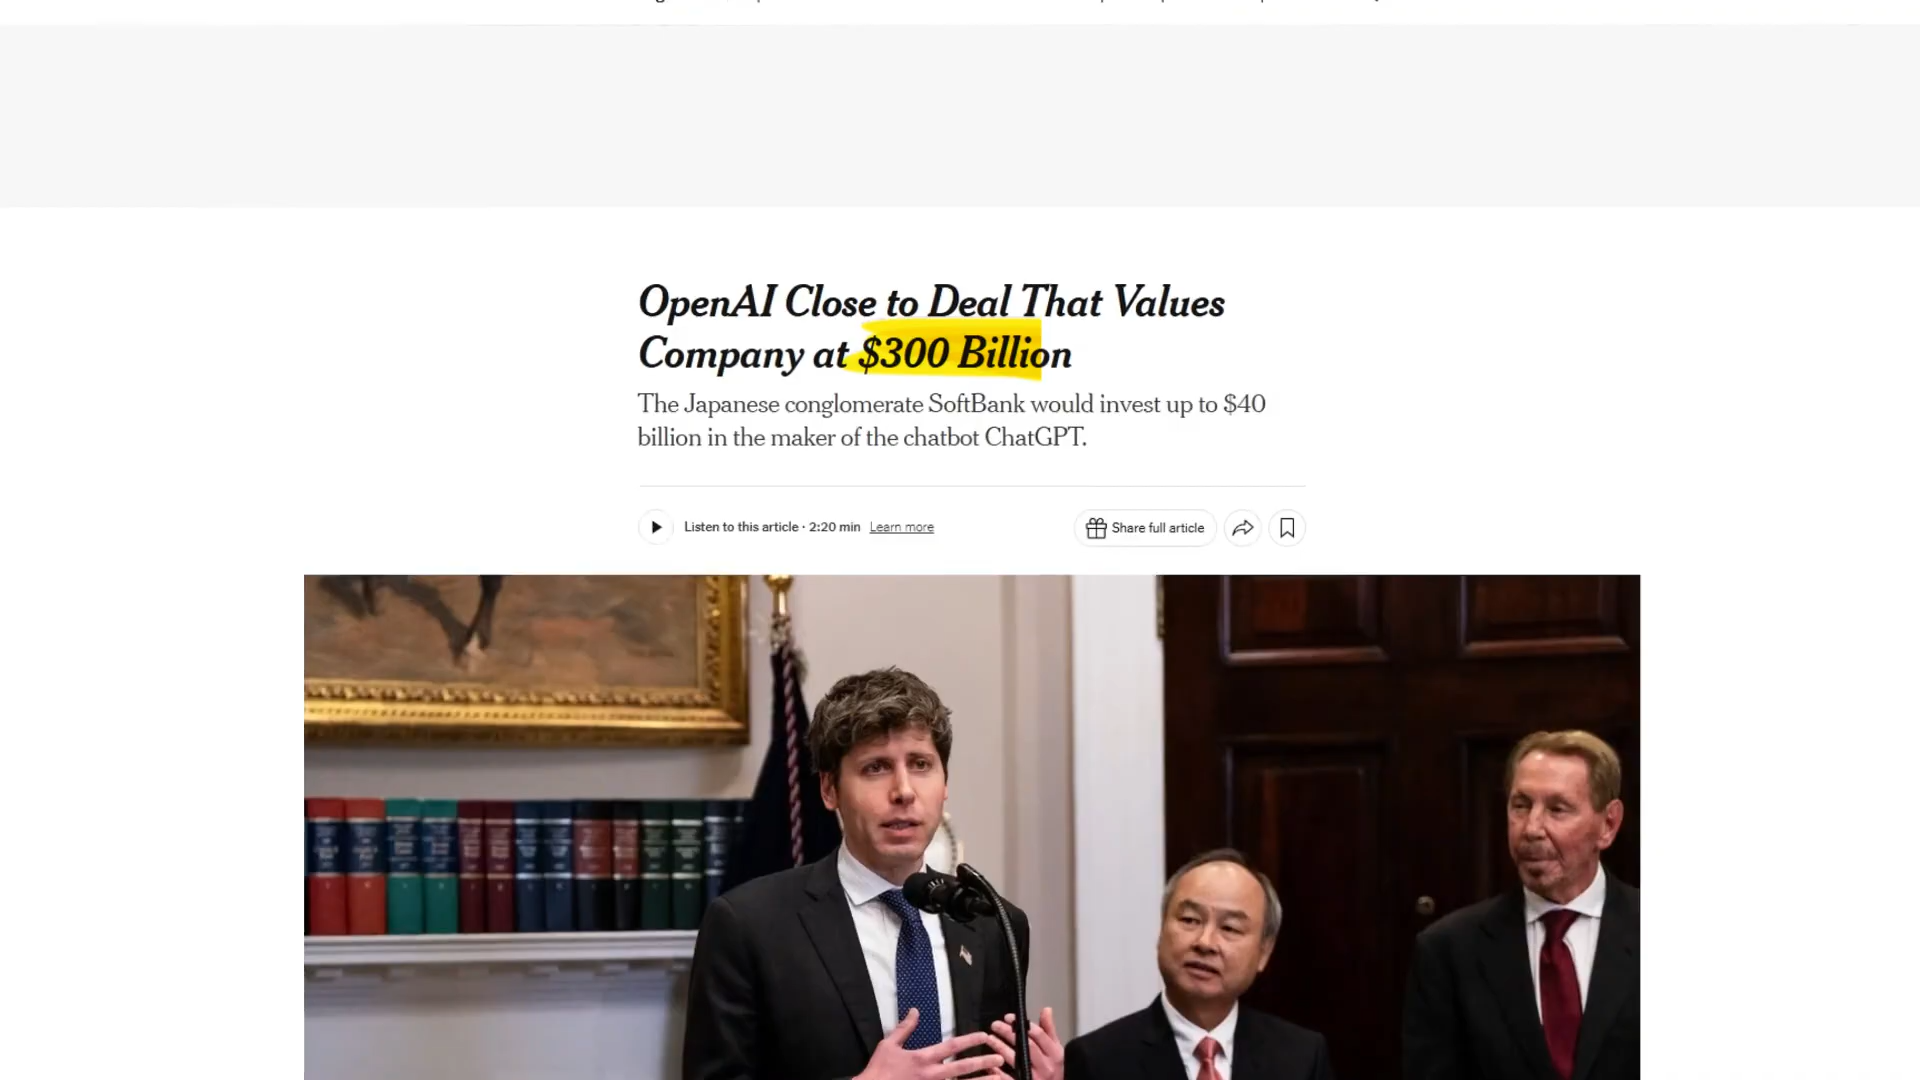 OpenAI Close to Deal That Values
Company at $300 Billion
The Japanese conglomerate SoftBank would invest up to $40
billion in the maker of the chatbot ChatGPT.
Listen to this article · 2:20 min Learn more
Share full article